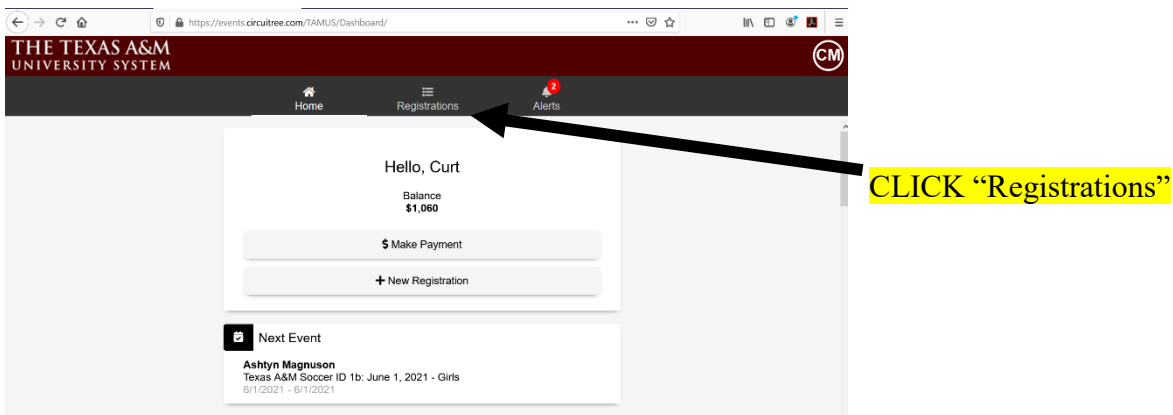 https://events.circuitree.com/TAMUS/Dashboard/
THE TEXAS A&M
UNIVERSITY SYSTEM
CM
2
Home Registrations Alerts
CLICK “Registrations”
Hello, Curt
Balance
$1,060
$ Make Payment
+ New Registration
Next Event
Ashtyn Magnuson
Texas A&M Soccer ID 1b: June 1, 2021 - Girls
6/1/2021 - 6/1/2021